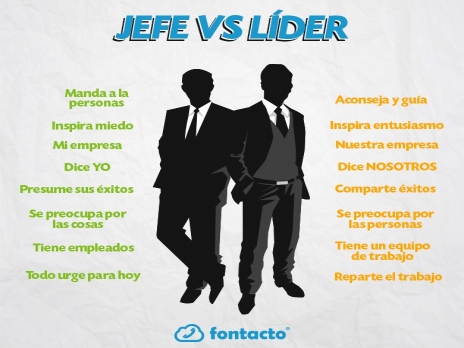 JEFE VS LÍDER
Manda a la
personas
Inspira miedo
Mi empresa
Dice YO
Presume sus éxitos
Se preocupa por
las cosas
Tiene empleados
Todo urge para hoy
Aconseja y guía
Inspira entusiasmo
Nuestra empresa
Dice NOSOTROS
Comparte éxitos
Se preocupa por
las personas
Tiene un equipo
de trabajo
Reparte el trabajo
fontacto®